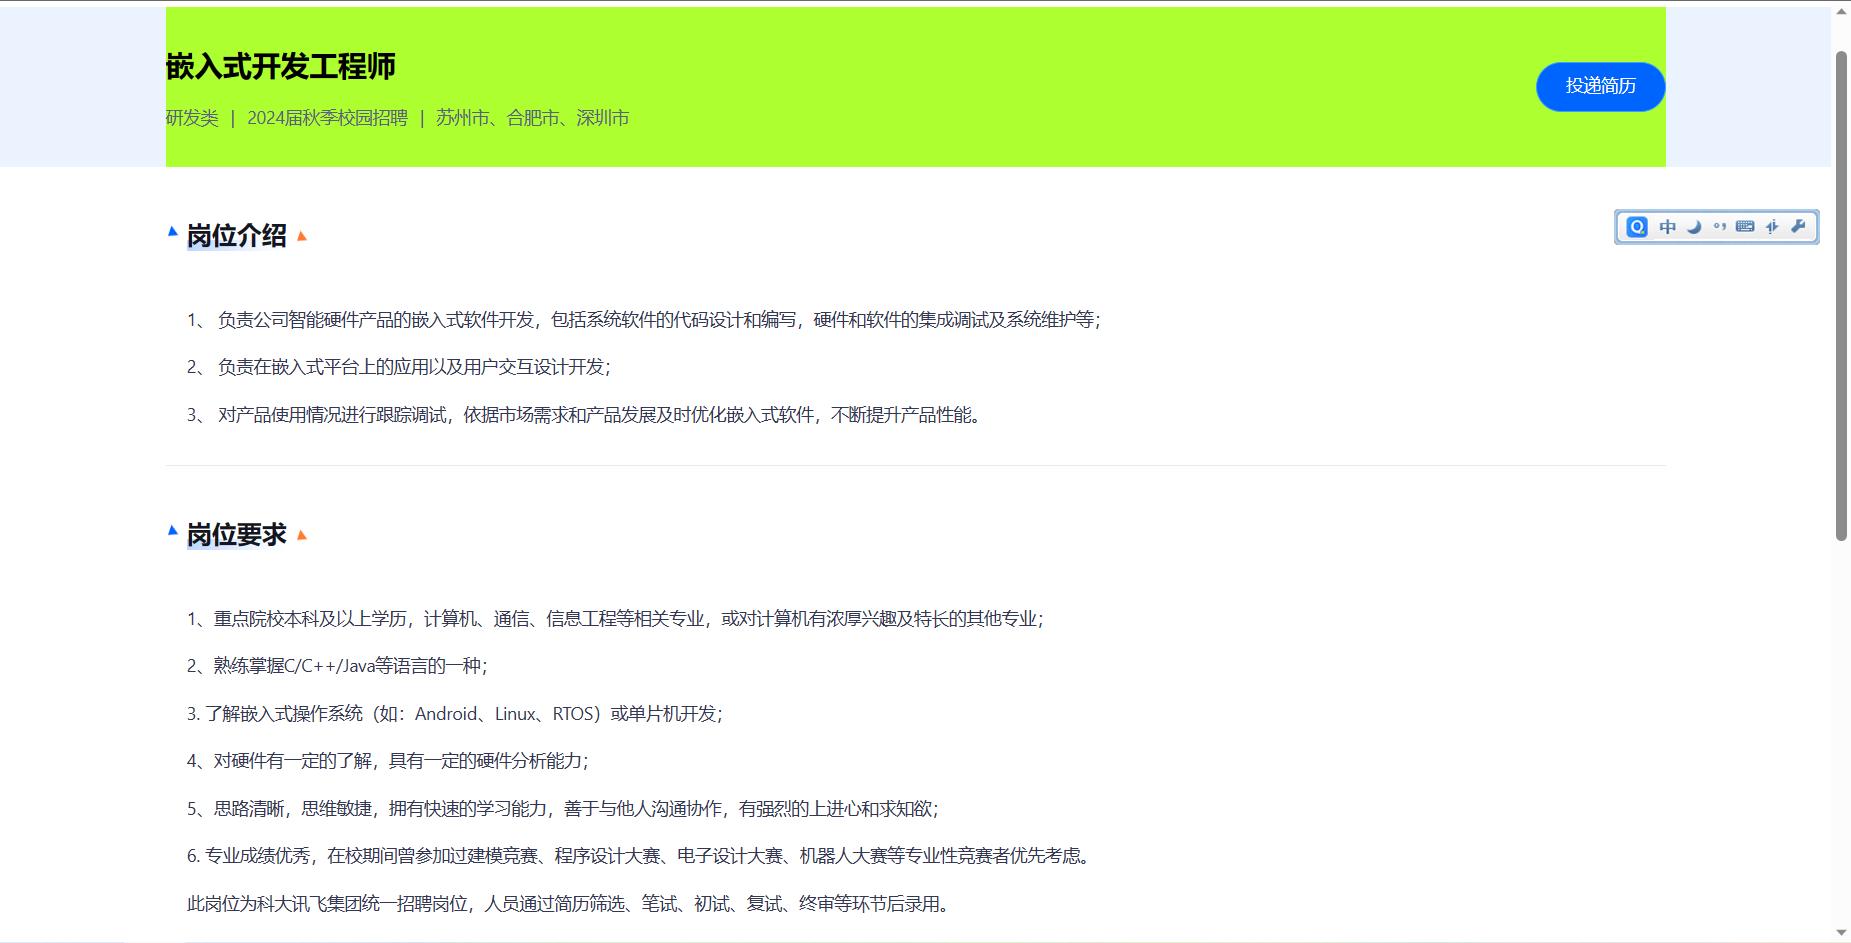 嵌入式开发工程师
研发类 | 2024届秋季校园招聘 | 苏州市、合肥市、深圳市
投递简历
岗位介绍
中
1、 负责公司智能硬件产品的嵌入式软件开发，包括系统软件的代码设计和编写，硬件和软件的集成调试及系统维护等；
2、 负责在嵌入式平台上的应用以及用户交互设计开发；
3、 对产品使用情况进行跟踪调试，依据市场需求和产品发展及时优化嵌入式软件，不断提升产品性能。
岗位要求
1、重点院校本科及以上学历，计算机、通信、信息工程等相关专业，或对计算机有浓厚兴趣及特长的其他专业；
2、熟练掌握C/C++/Java等语言的一种；
3. 了解嵌入式操作系统（如：Android、Linux、RTOS）或单片机开发；
4、对硬件有一定的了解，具有一定的硬件分析能力；
5、思路清晰，思维敏捷，拥有快速的学习能力，善于与他人沟通协作，有强烈的上进心和求知欲；
6. 专业成绩优秀，在校期间曾参加过建模竞赛、程序设计大赛、电子设计大赛、机器人大赛等专业性竞赛者优先考虑。
此岗位为科大讯飞集团统一招聘岗位，人员通过简历筛选、笔试、初试、复试、终审等环节后录用。